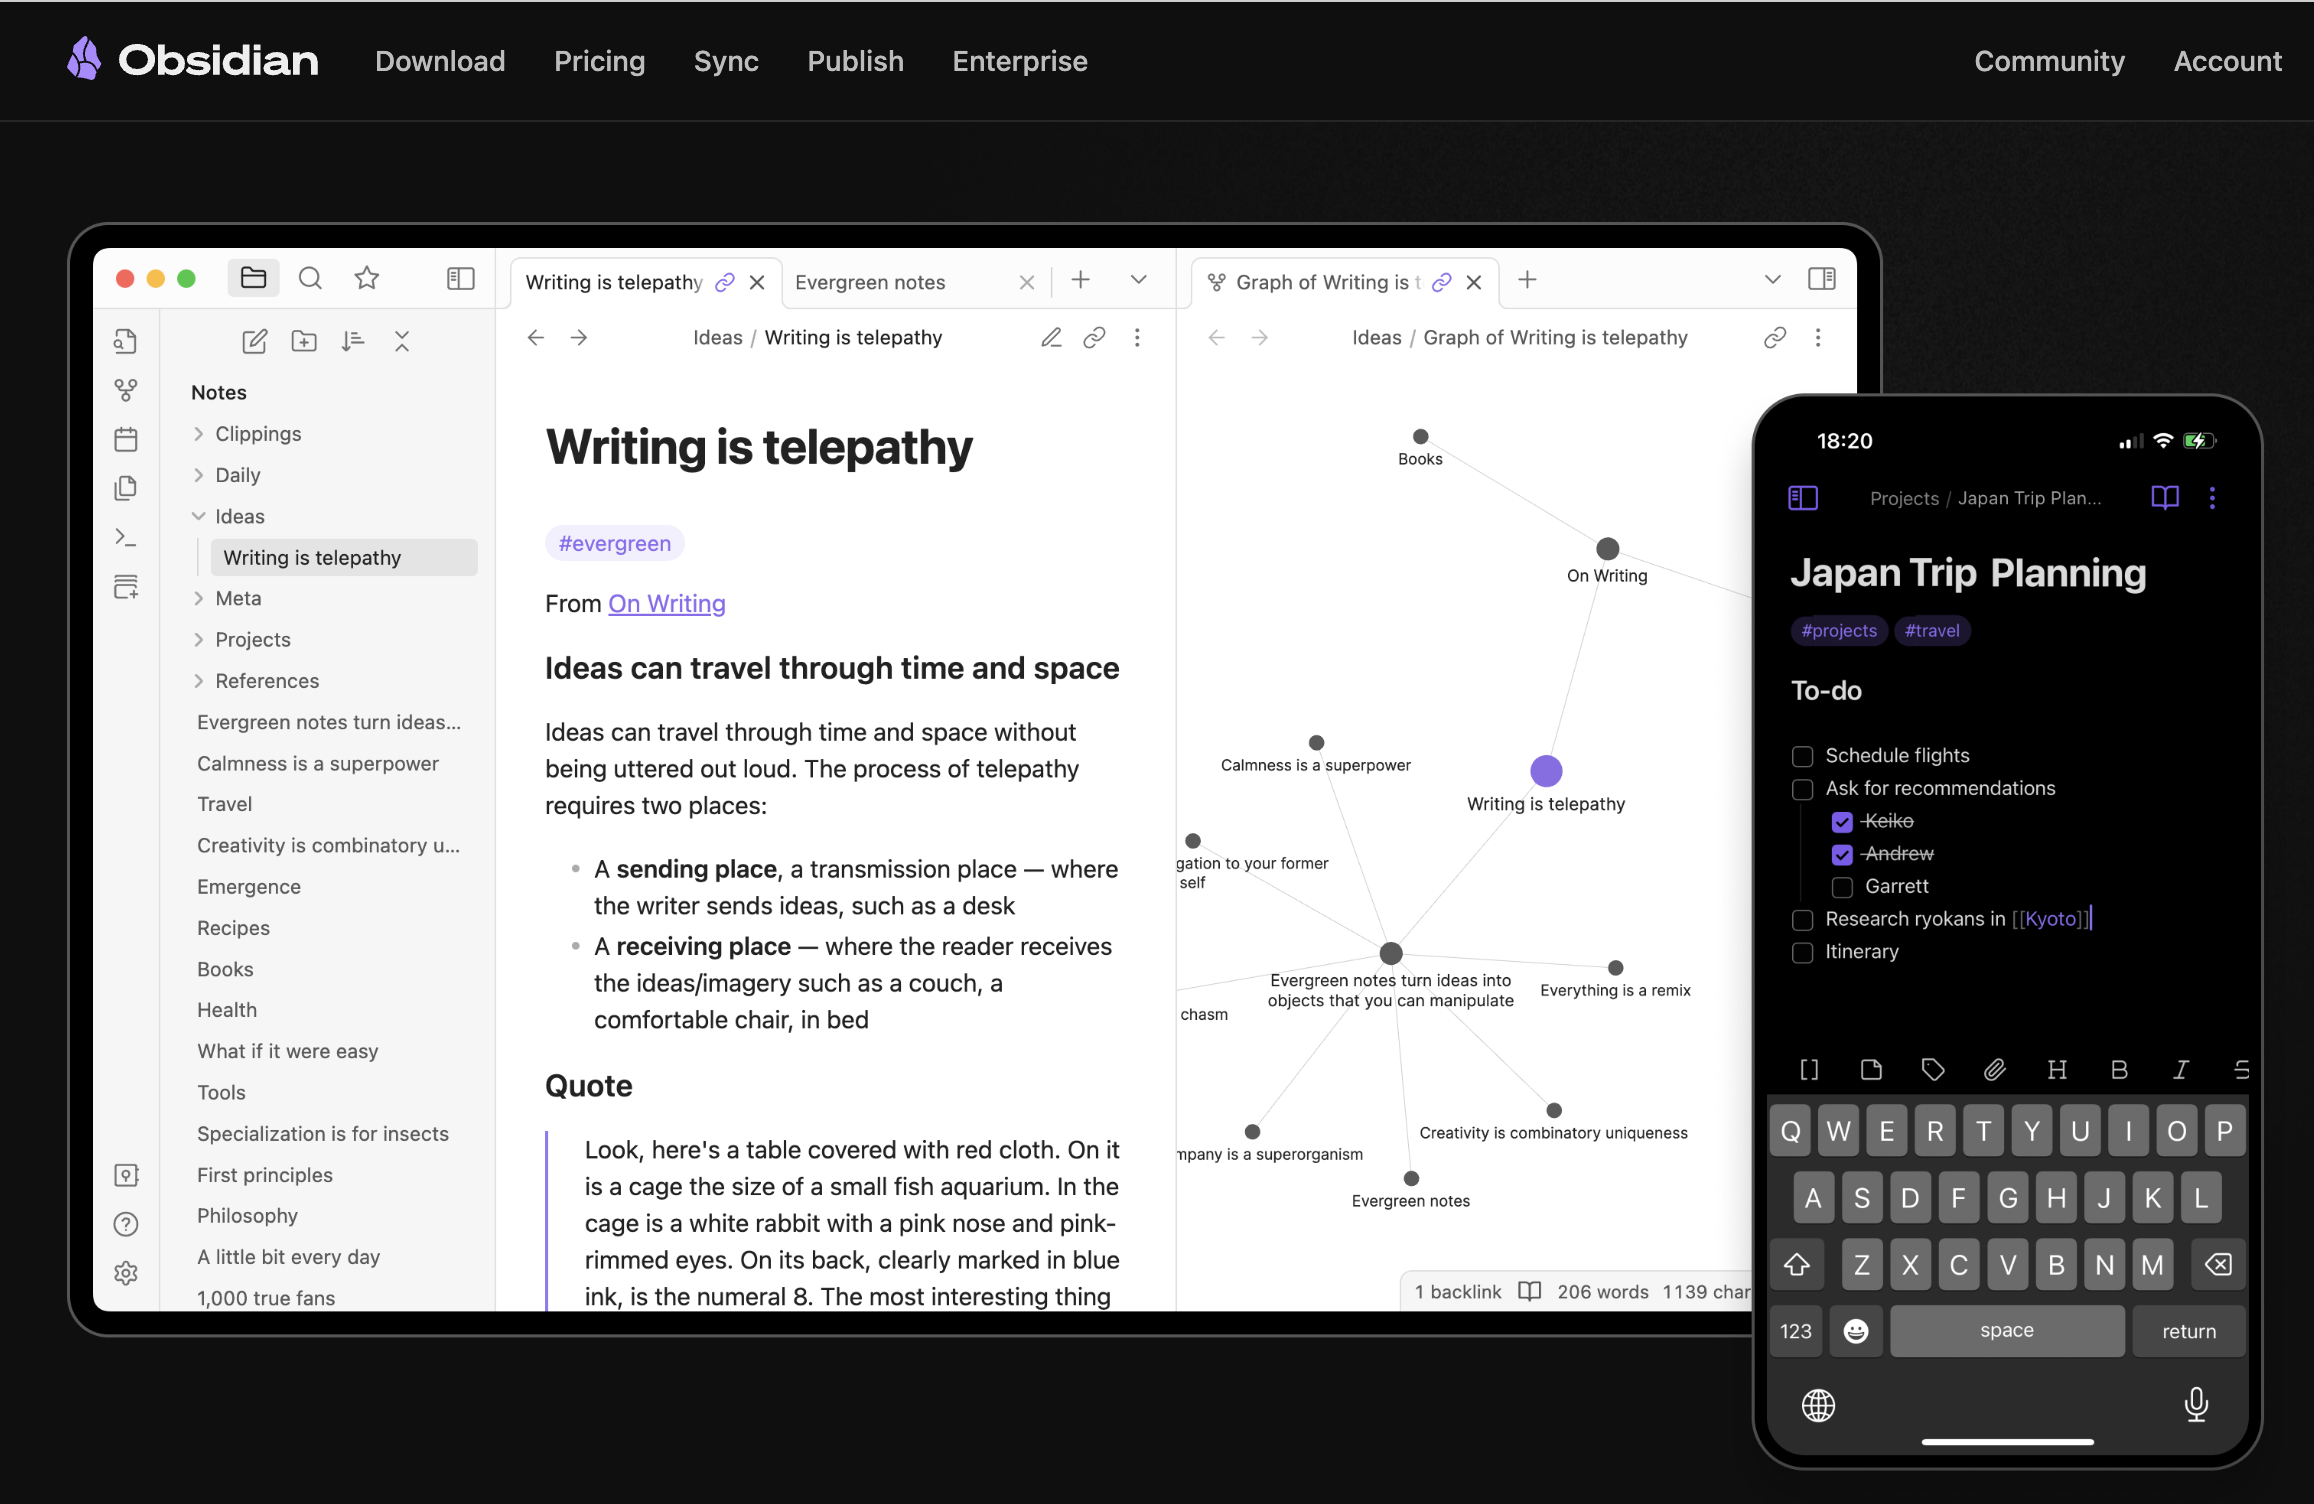 Obsidian Download Pricing Sync Publish Enterprise Community Account
Writing is telepathy
Evergreen notes
Graph of Writing is t
Notes
Clippings
Daily
Ideas
Writing is telepathy
Meta
Projects
References
Evergreen notes turn ideas...
Calmness is a superpower
Travel
Creativity is combinatory u...
Emergence
Recipes
Books
Health
What if it were easy
Tools
Specialization is for insects
First principles
Philosophy
A little bit every day
1,000 true fans
Ideas / Writing is telepathy
Writing is telepathy
#evergreen
From On Writing
Ideas can travel through time and space
Ideas can travel through time and space without
being uttered out loud. The process of telepathy
requires two places:
A sending place, a transmission place — where
the writer sends ideas, such as a desk
A receiving place — where the reader receives
the ideas/imagery such as a couch, a
comfortable chair, in bed
Quote
Look, here's a table covered with red cloth. On it
is a cage the size of a small fish aquarium. In the
cage is a white rabbit with a pink nose and pink-
rimmed eyes. On its back, clearly marked in blue
ink, is the numeral 8. The most interesting thing
Ideas / Graph of Writing is telepathy
Books
On Writing
Calmness is a superpower
Writing is telepathy
gation to your former
self
Evergreen notes turn ideas into
objects that you can manipulate
Everything is a remix
chasm
Creativity is combinatory uniqueness
mpany is a superorganism
Evergreen notes
1 backlink 206 words 1139 char
18:20
Projects / Japan Trip Plan...
Japan Trip Planning
#projects #travel
To-do
Schedule flights
Ask for recommendations
Keiko
Andrew
Garrett
Research ryokans in [[Kyoto]]
Itinerary
[] H B I S
Q W E R T Y U I O P
A S D F G H J K L
Z X C V B N M
123 space return